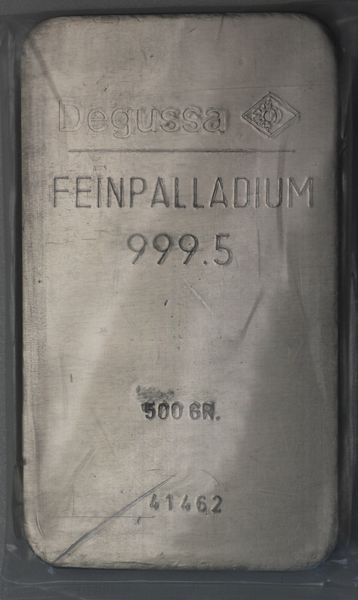 Degussa
FEINPALLADIUM
999.5
500 GR.
41462